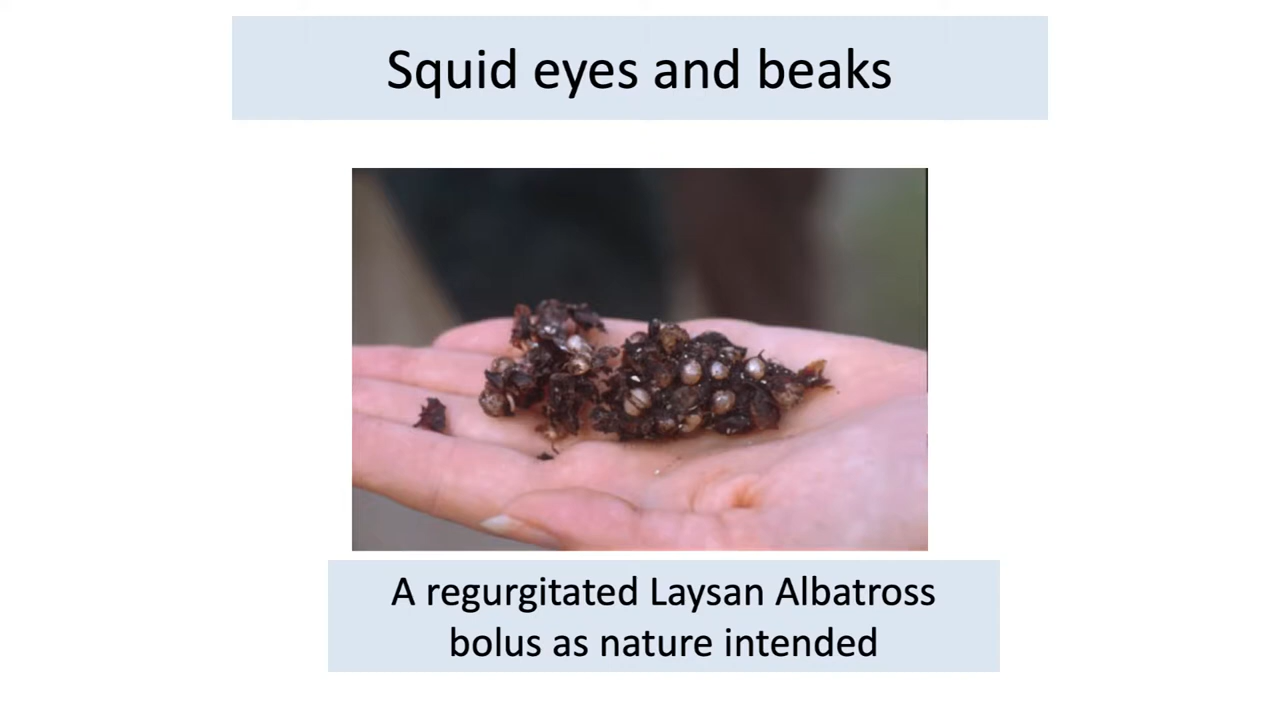 Squid eyes and beaks
A regurgitated Laysan Albatross
bolus as nature intended